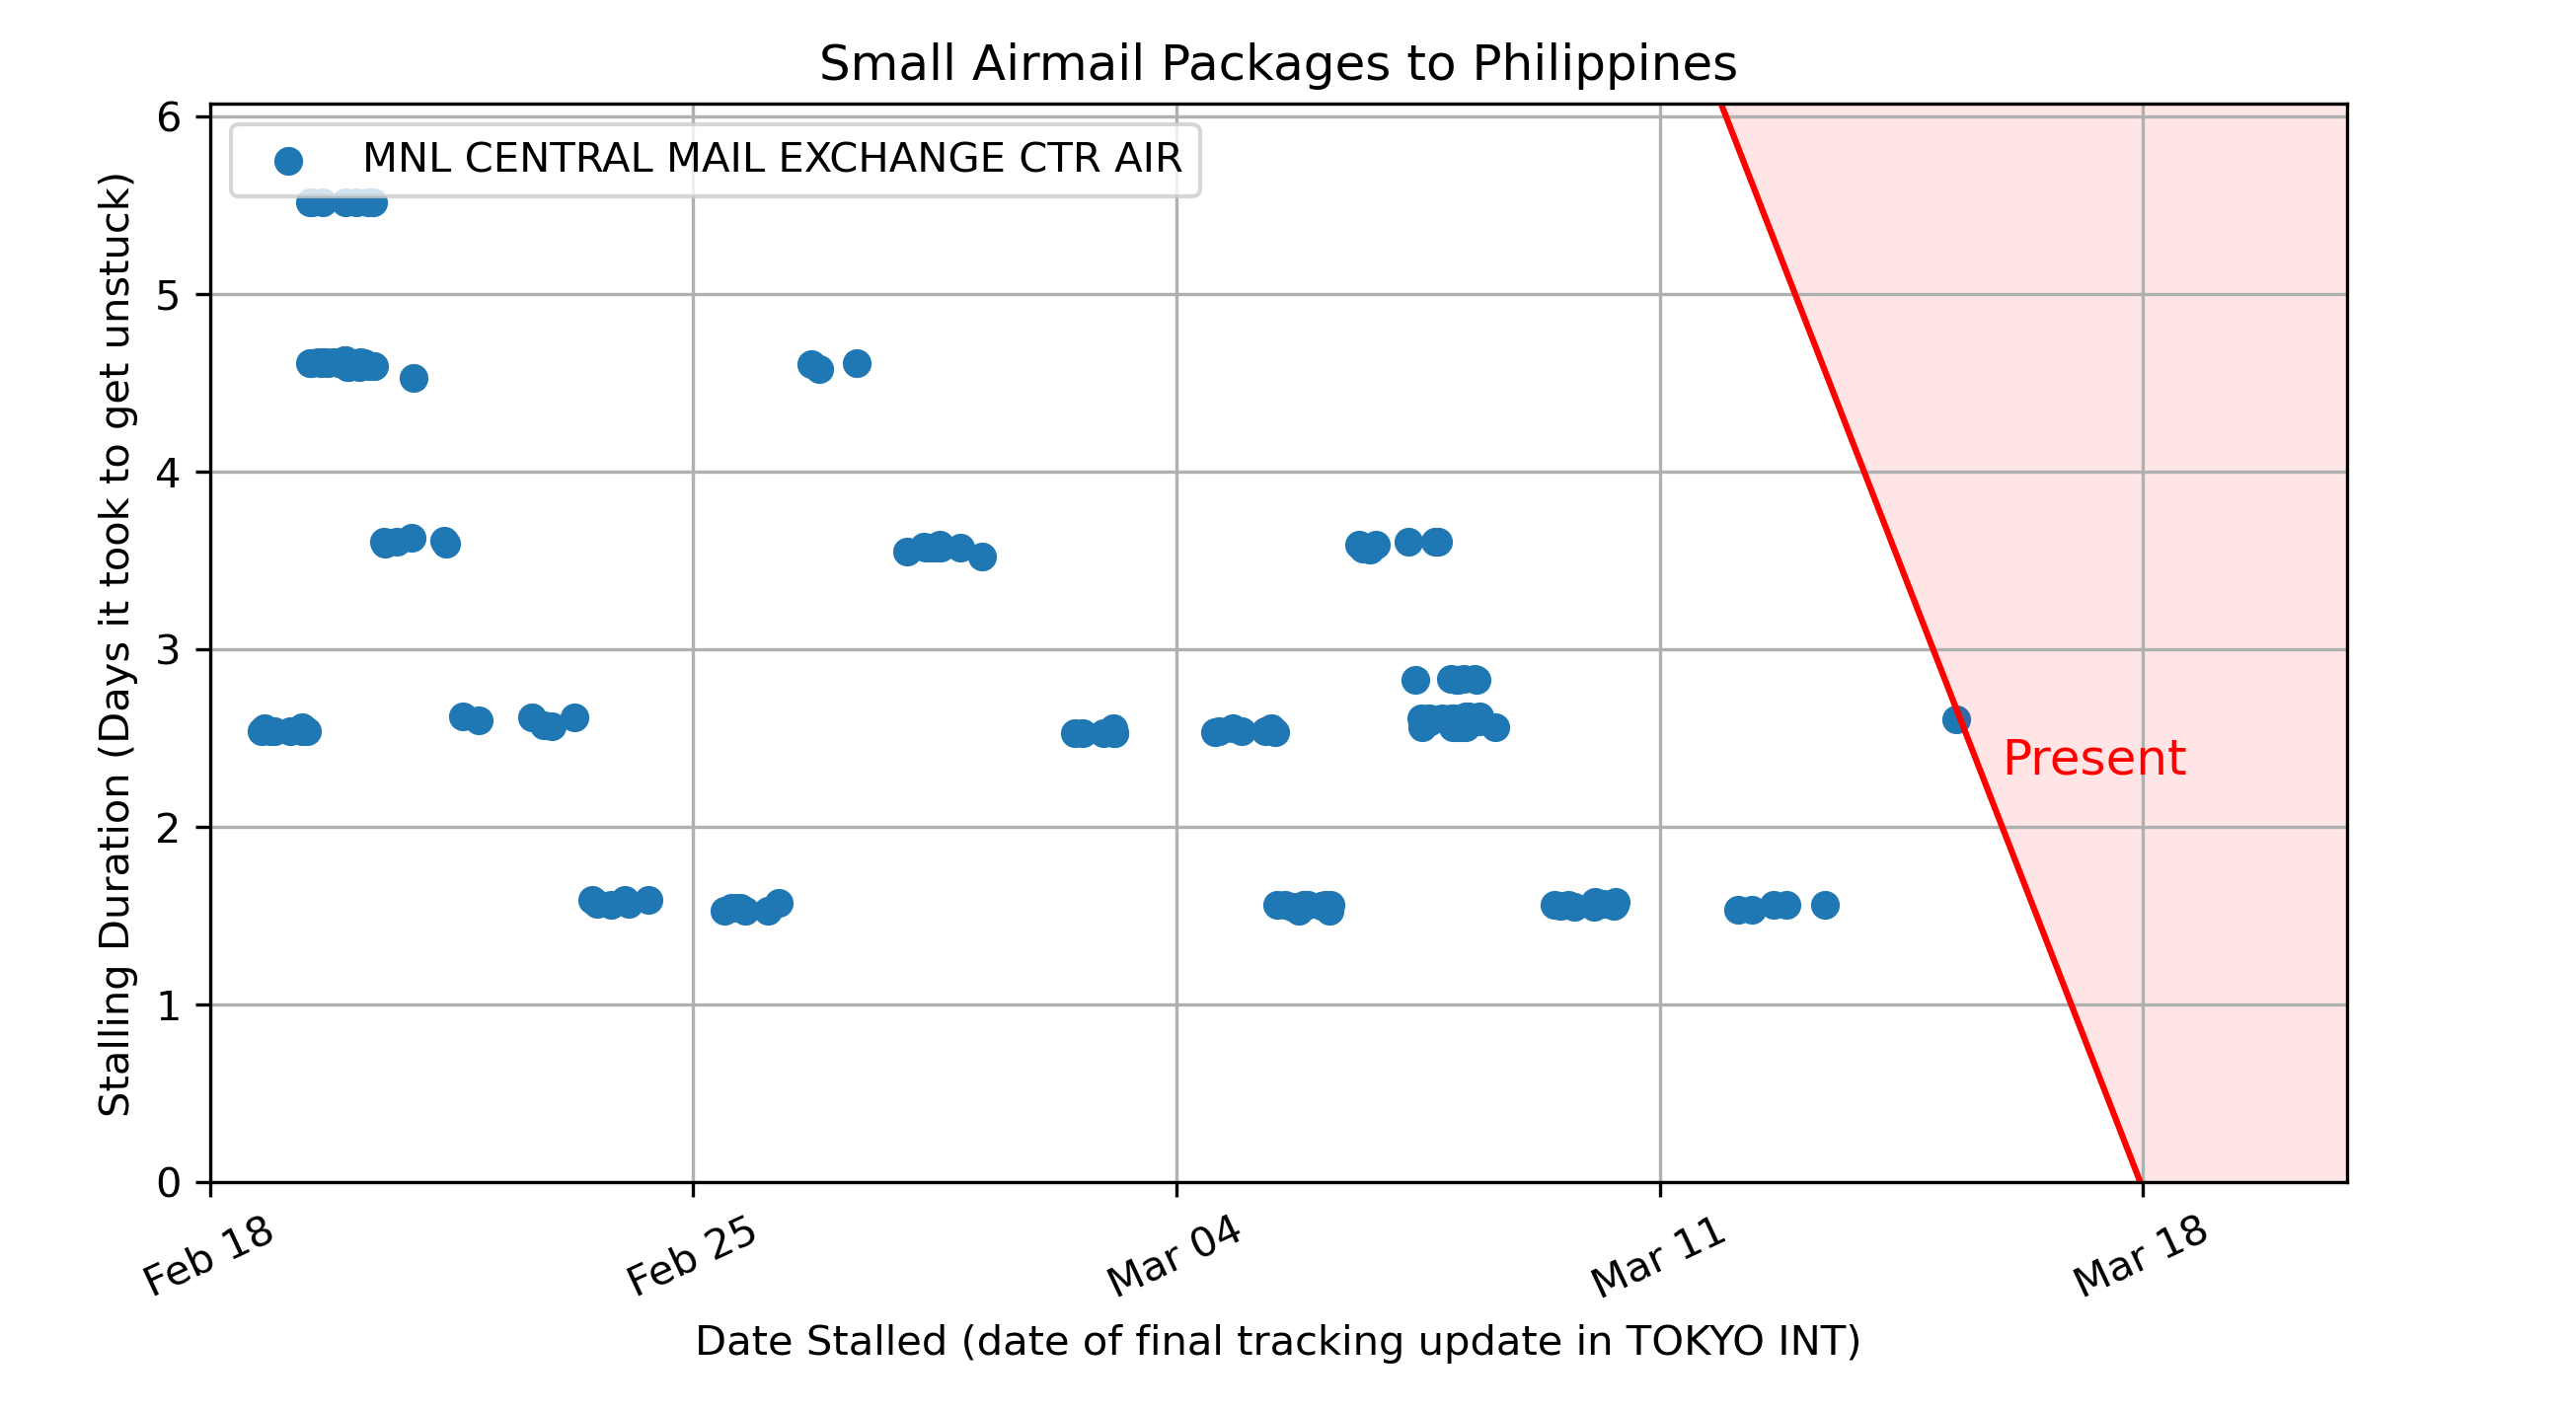 Small Airmail Packages to Philippines
MNL CENTRAL MAIL EXCHANGE CTR AIR
Stalling Duration (Days it took to get unstuck)
6
5
4
3
2
1
0
Present
Feb 18
Feb 25
Mar 04
Mar 11
Mar 18
Date Stalled (date of final tracking update in TOKYO INT)